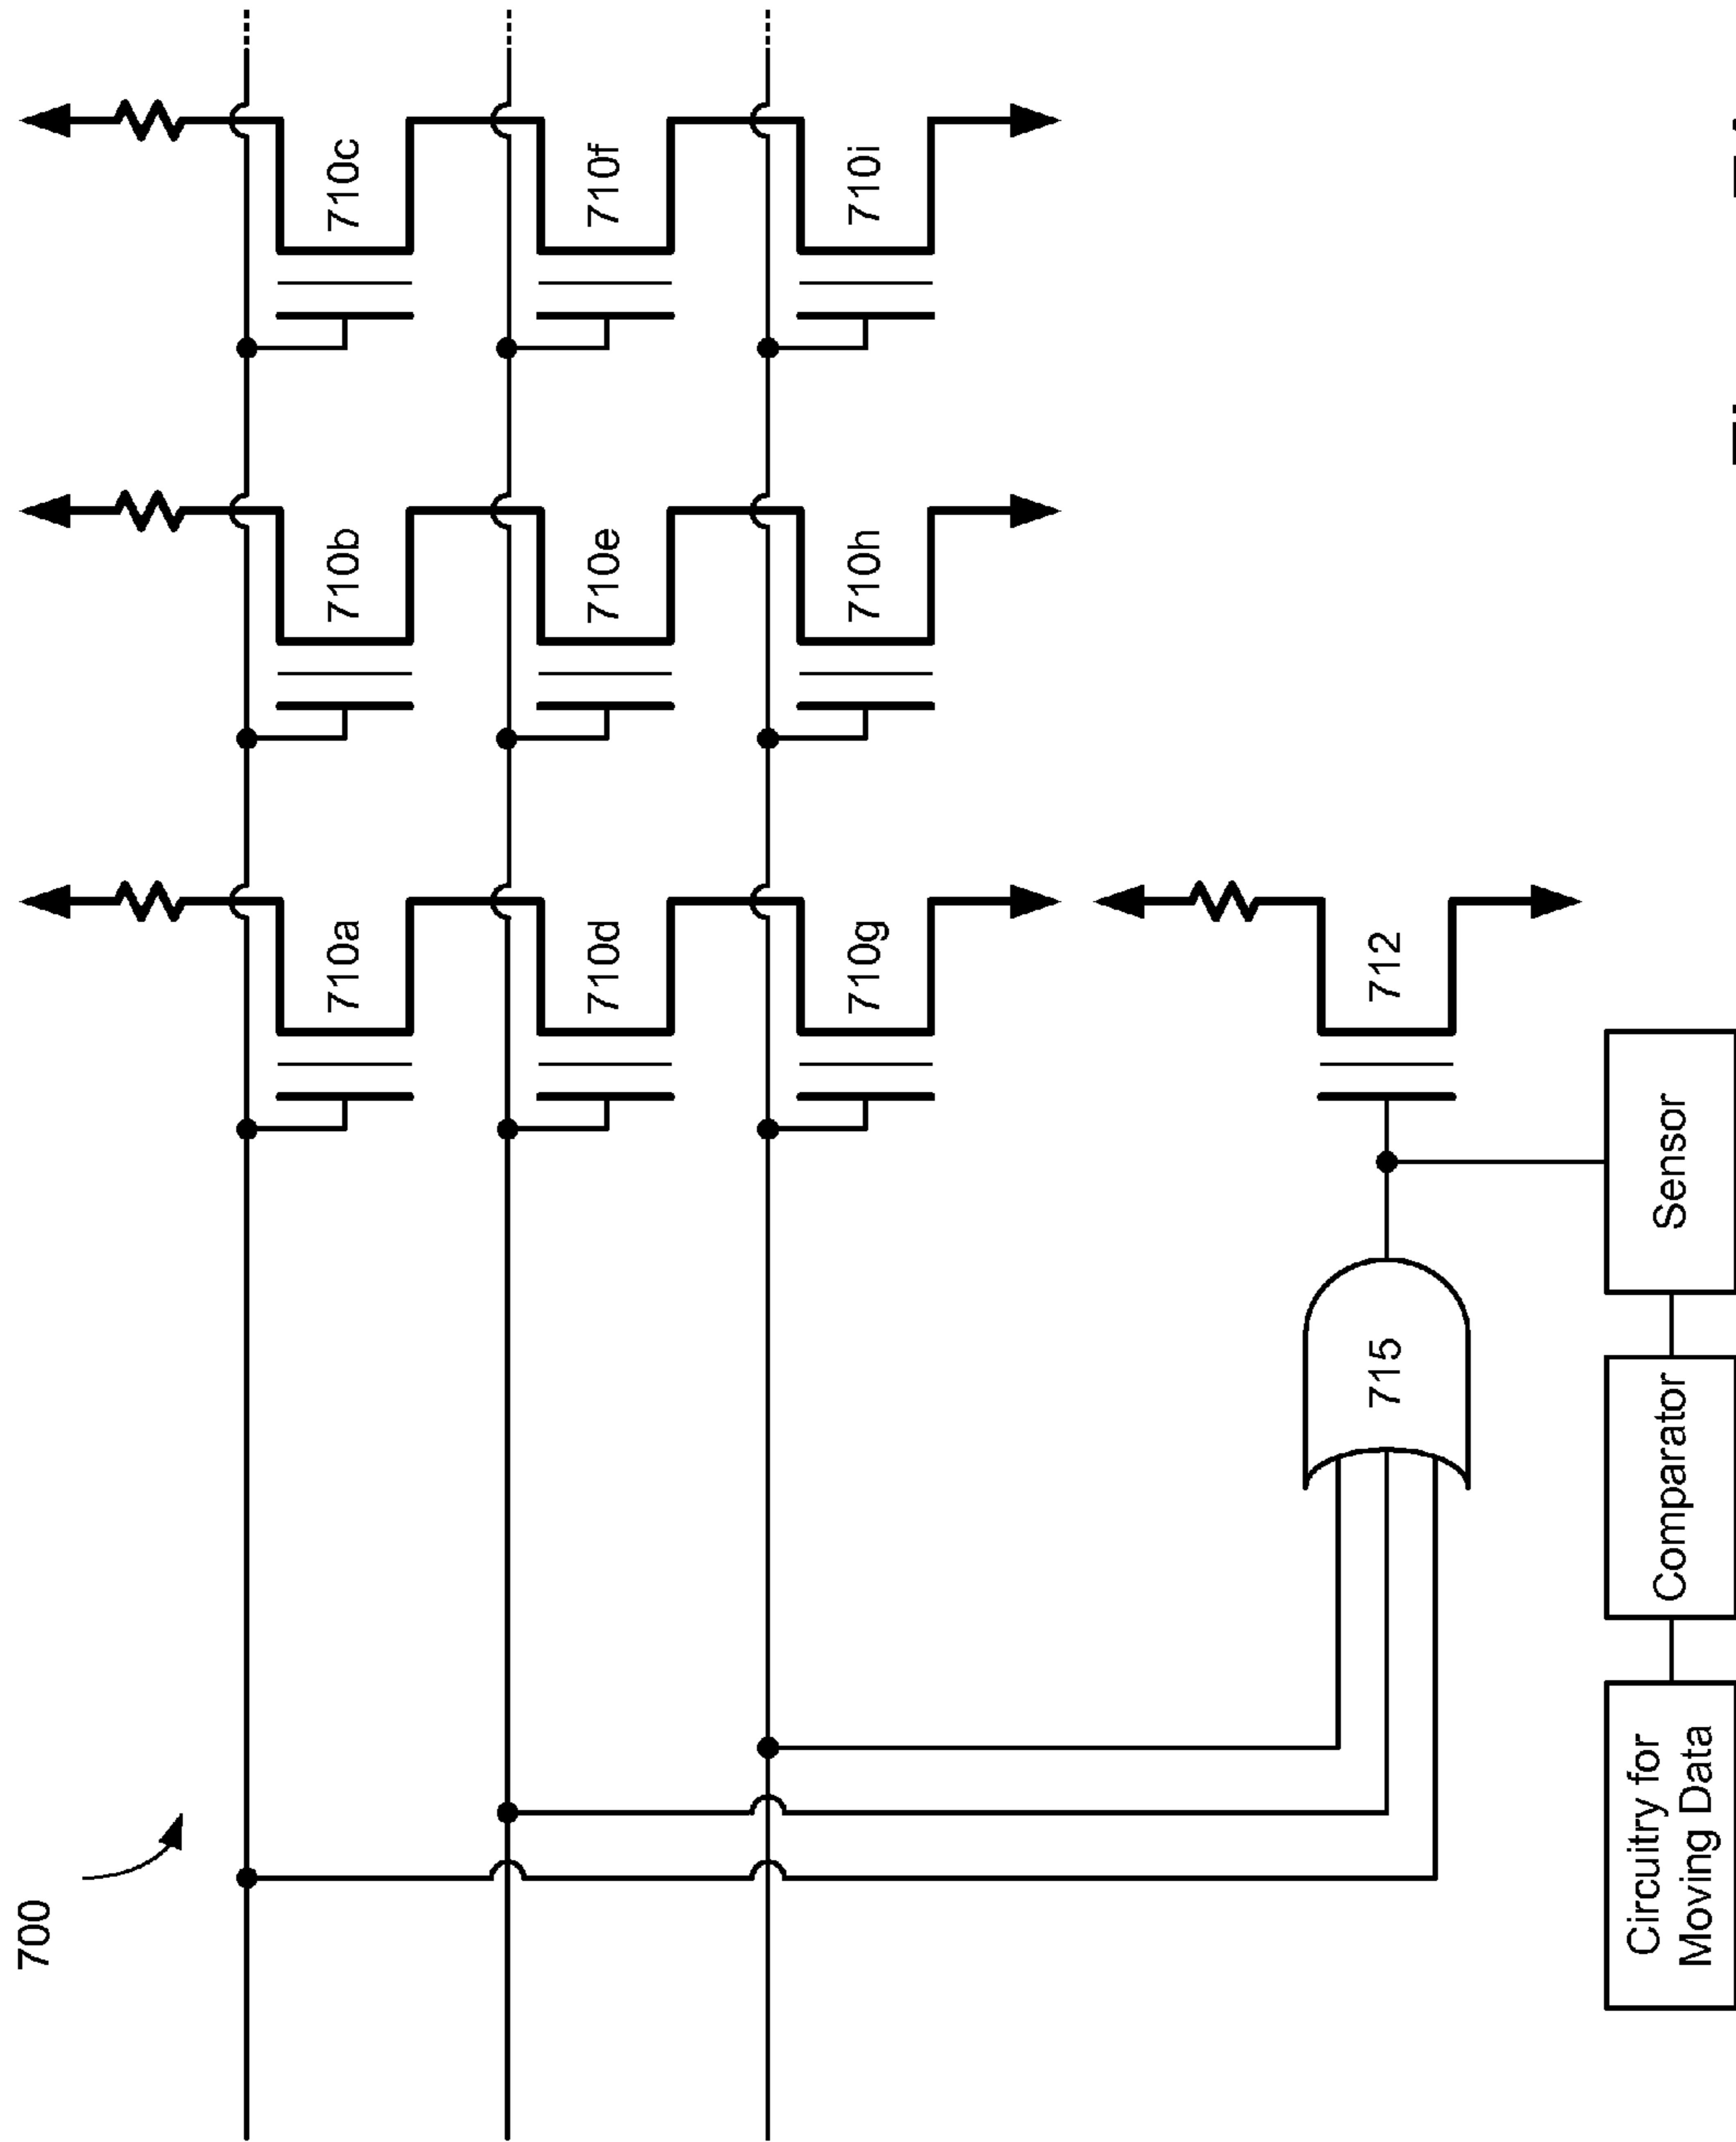 700
710a
710b
710c
710d
710e
710f
710g
710h
710i
712
715
Circuitry for
Moving Data
Comparator
Sensor